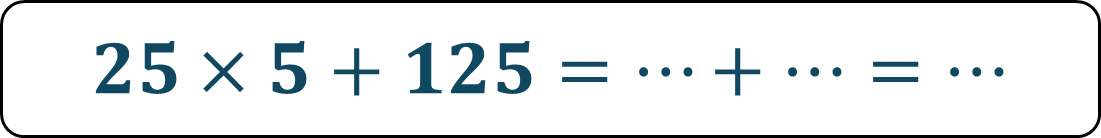 25 × 5 + 125 = ··· + ··· = ···